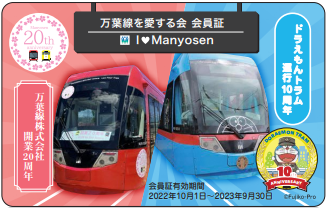 万葉線を愛する会 会員証
I♥Manyosen
20th
万葉線株式会社
開業20周年
ドラえもんトラム
運行10周年
DORAEMON TRAM
10
ANNIVERSARY
会員証有効期間
2022年10月1日～2023年9月30日
©Fujiko-Pro